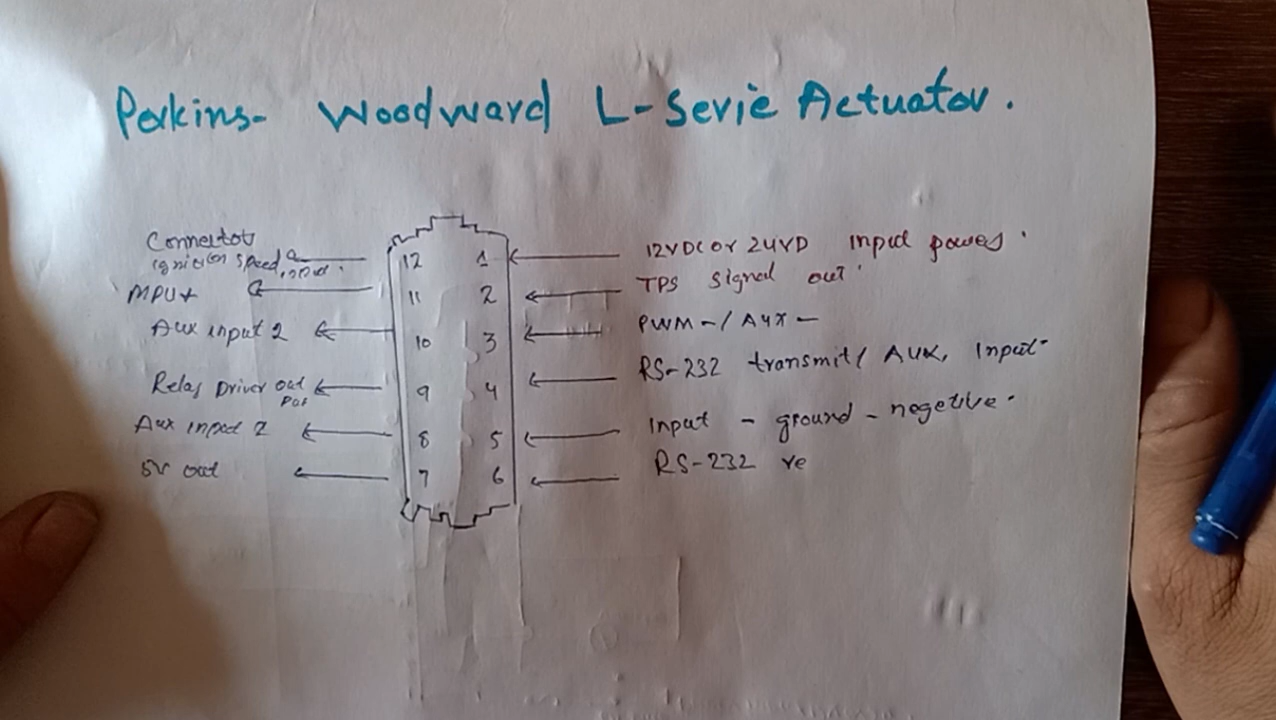 Perkins- Woodward L-Serie Actuator.
Connector
ignition speed
MPU+
Aux input 2
Relay Driver out
Pos
Aux input 2
5V out
12 1
11 2
10 3
9 4
8 5
7 6
12VDC or 24VD input power.
TPS signal out
PWM - / AUX -
RS-232 transmit/ AUX, Input-
Input - ground - negetive.
RS-232 re